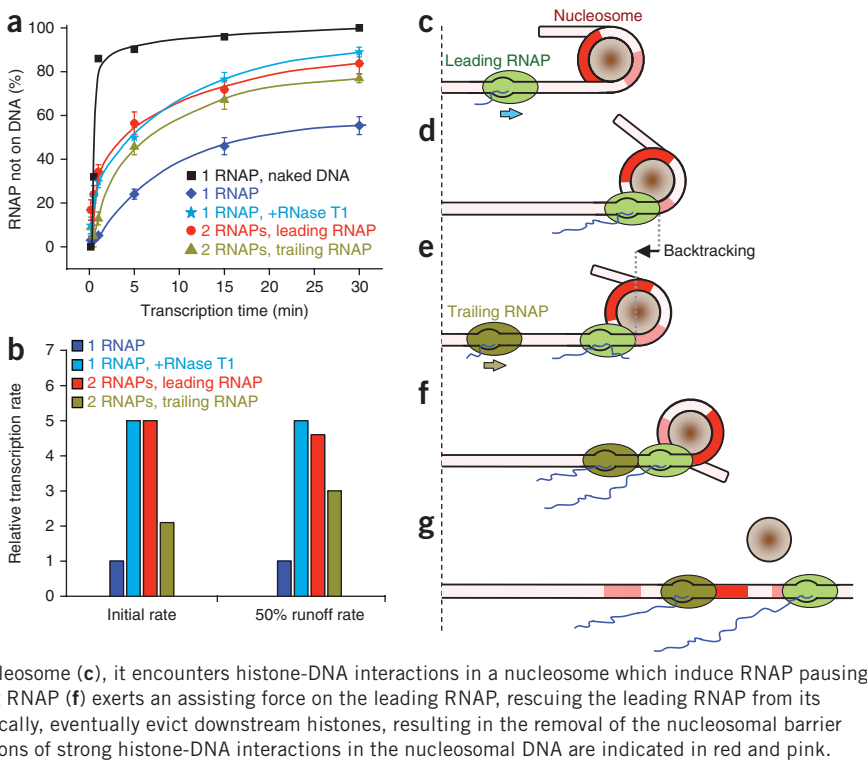 a
RNAP not on DNA (%)
100
80
60
40
20
0
1 RNAP, naked DNA
1 RNAP
1 RNAP, +RNase T1
2 RNAPs, leading RNAP
2 RNAPs, trailing RNAP
0 5 10 15 20 25 30
Transcription time (min)
b
1 RNAP
1 RNAP, +RNase T1
2 RNAPs, leading RNAP
2 RNAPs, trailing RNAP
Relative transcription rate
7
6
5
4
3
2
1
0
Initial rate 50% runoff rate
c
Nucleosome
Leading RNAP
d
e
Backtracking
Trailing RNAP
f
g
cleosome (c), it encounters histone-DNA interactions in a nucleosome which induce RNAP pausing
g RNAP (f) exerts an assisting force on the leading RNAP, rescuing the leading RNAP from its
ically, eventually evict downstream histones, resulting in the removal of the nucleosomal barrier
ions of strong histone-DNA interactions in the nucleosomal DNA are indicated in red and pink.